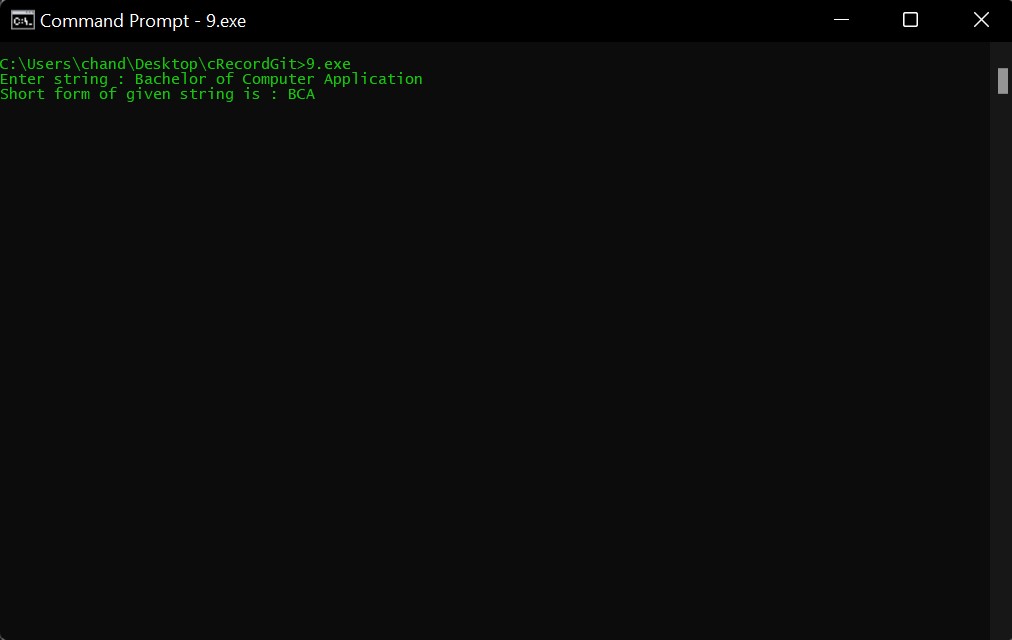 Command Prompt - 9.exe
C:\Users\chand\Desktop\cRecordGit>9.exe
Enter string : Bachelor of Computer Application
Short form of given string is : BCA